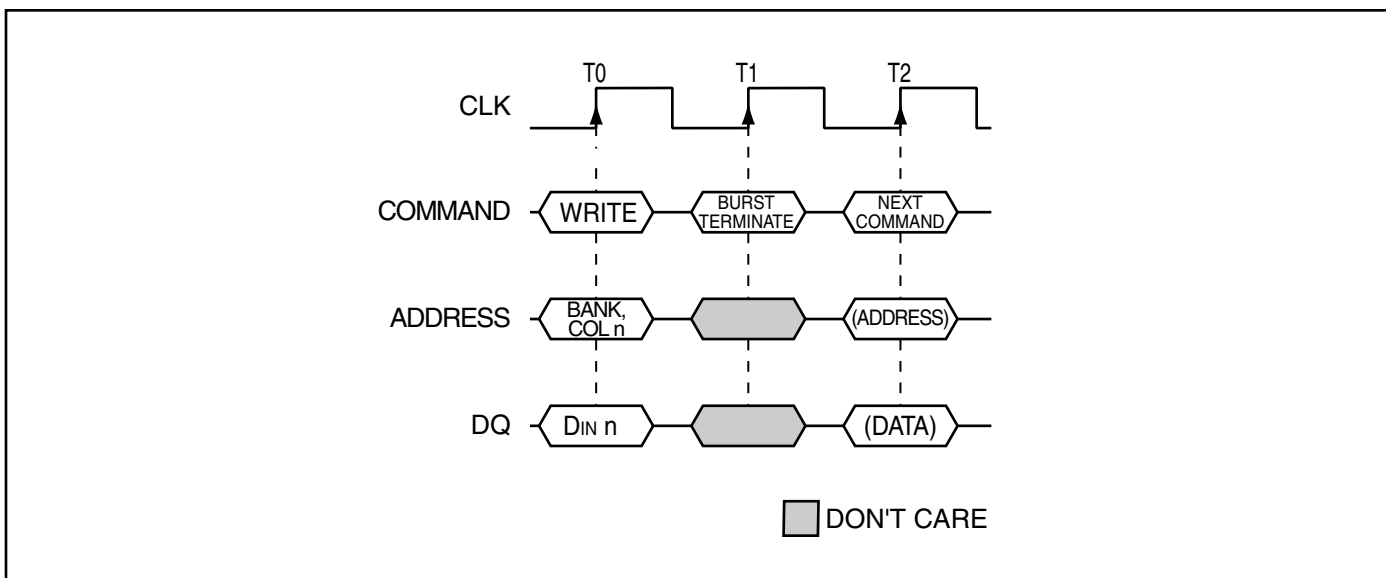 T0 T1 T2
CLK
COMMAND WRITE BURST TERMINATE NEXT COMMAND
ADDRESS BANK, COL n (ADDRESS)
DQ DIN n (DATA)
DON'T CARE